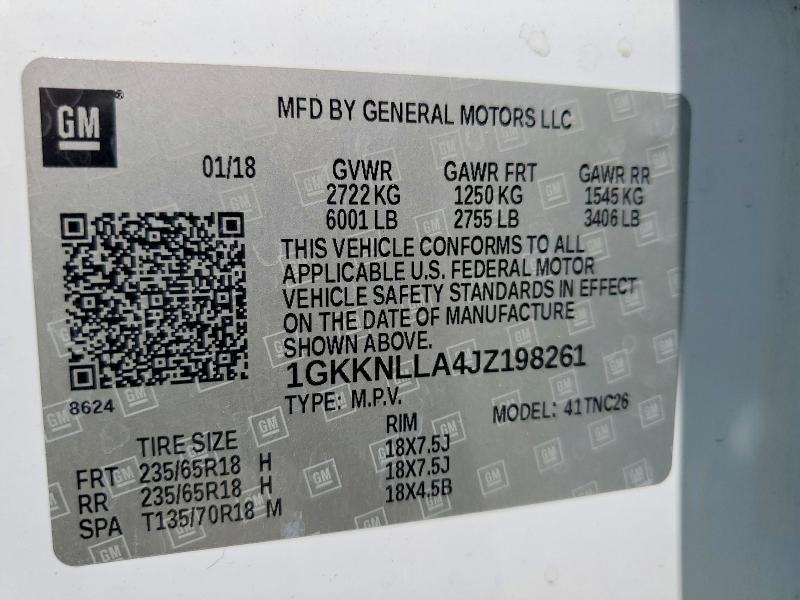 GM
MFD BY GENERAL MOTORS LLC
01/18 GVWR GAWR FRT GAWR RR
2722 KG 1250 KG 1545 KG
6001 LB 2755 LB 3406 LB
THIS VEHICLE CONFORMS TO ALL
APPLICABLE U.S. FEDERAL MOTOR
VEHICLE SAFETY STANDARDS IN EFFECT
ON THE DATE OF MANUFACTURE
SHOWN ABOVE.
1GKKNLLA4JZ198261
8624
TYPE: M.P.V. MODEL: 41TNC26
TIRE SIZE RIM
FRT 235/65R18 H 18X7.5J
RR 235/65R18 H 18X7.5J
SPA T135/70R18 M 18X4.5B